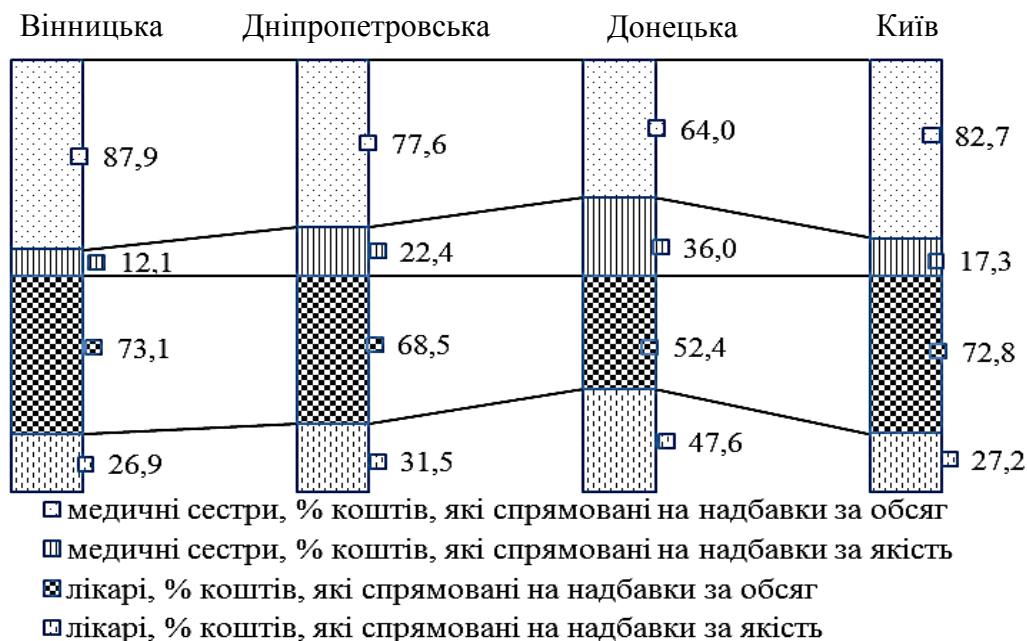 Вінницька Дніпропетровська Донецька Київ
87,9 77,6 64,0 82,7
12,1 22,4 36,0 17,3
73,1 68,5 52,4 72,8
26,9 31,5 47,6 27,2
медичні сестри, % коштів, які спрямовані на надбавки за обсяг
медичні сестри, % коштів, які спрямовані на надбавки за якість
лікарі, % коштів, які спрямовані на надбавки за обсяг
лікарі, % коштів, які спрямовані на надбавки за якість